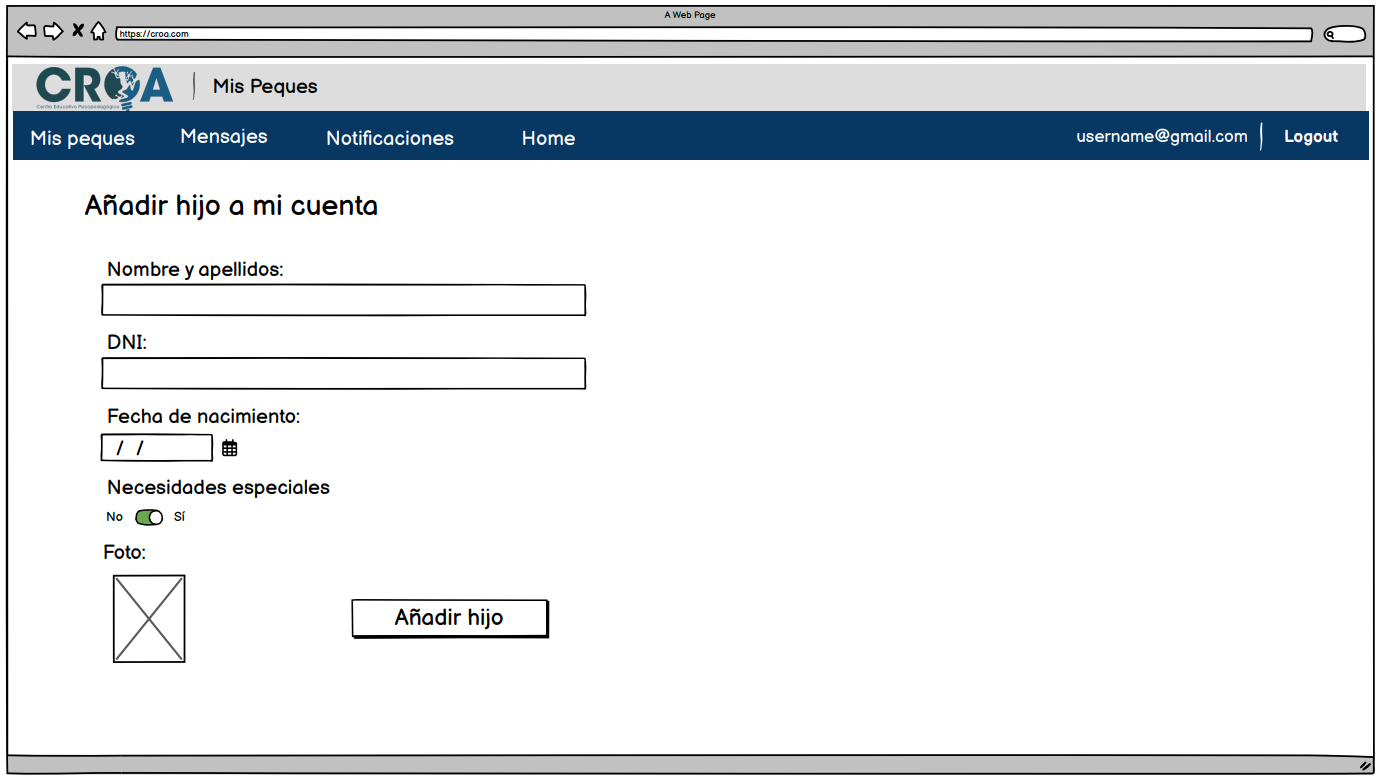 A Web Page
https://croa.com
CROA
Centro Educativo Psicopedagógico
Mis Peques
Mis peques Mensajes Notificaciones Home username@gmail.com Logout
Añadir hijo a mi cuenta
Nombre y apellidos:
DNI:
Fecha de nacimiento:
/ /
Necesidades especiales
No Sí
Foto:
Añadir hijo